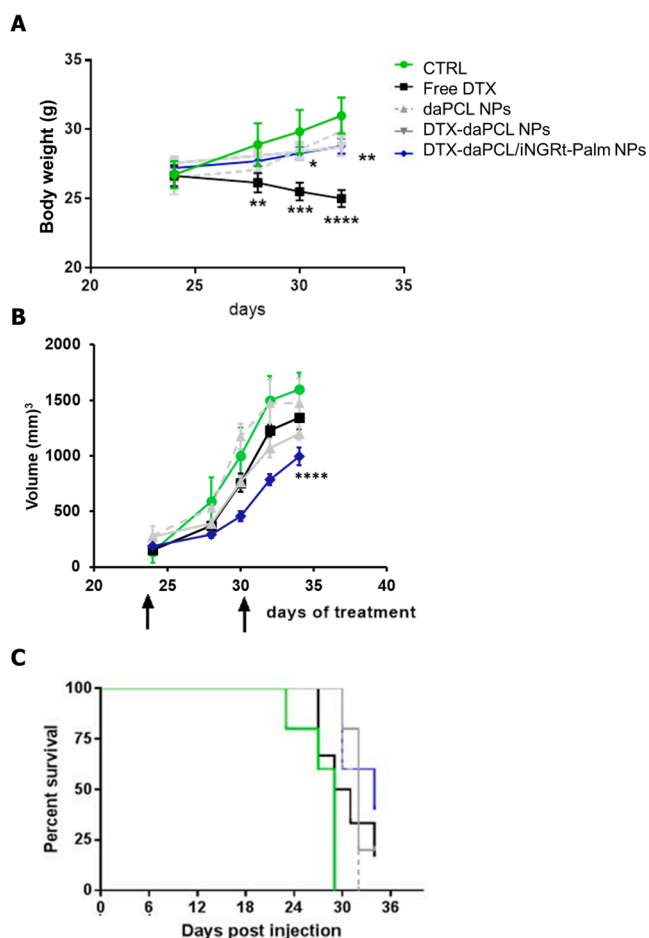 A
35
30
25
20
Body weight (g)
20
25
30
35
days
*
**
**
***
****
CTRL
Free DTX
daPCL NPs
DTX-daPCL NPs
DTX-daPCL/iNGRt-Palm NPs
B
2000
1500
1000
500
0
Volume (mm)³
****
20
25
30
35
40
days of treatment
C
100
75
50
25
0
Percent survival
0
6
12
18
24
30
36
Days post injection